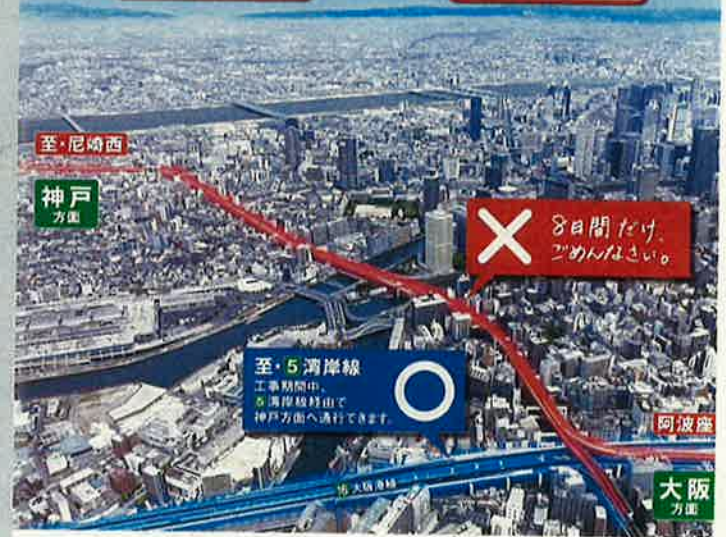 至・尼崎西
神戸
方面
8日間だけ、
ごめんなさい。
至・5湾岸線
工事期間中、
5湾岸線経由で
神戸方面へ通行できます。
阿波座
16大阪港線
大阪
方面